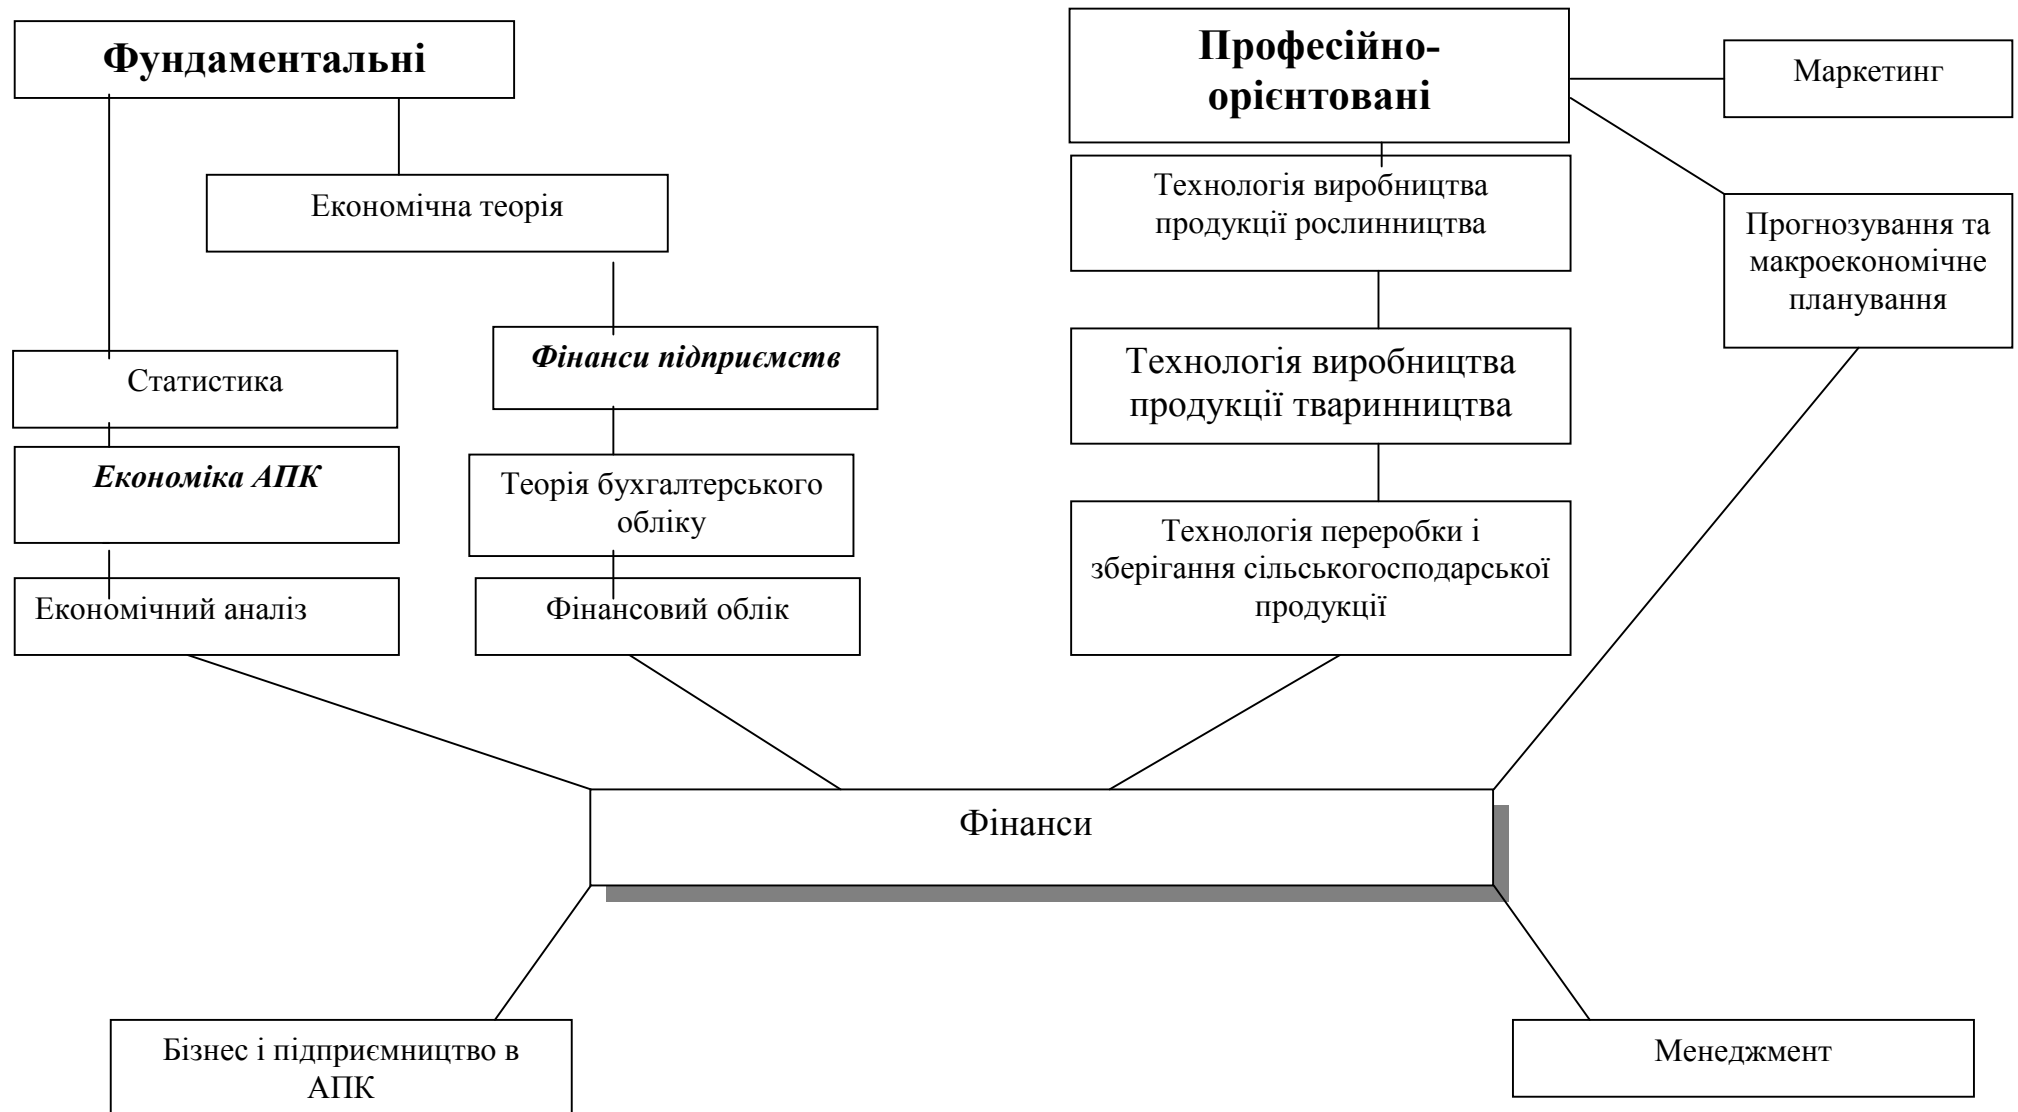 Фундаментальні
Професійно-
орієнтовані
Маркетинг
Економічна теорія
Технологія виробництва
продукції рослинництва
Прогнозування та
макроекономічне
планування
Статистика
Фінанси підприємств
Технологія виробництва
продукції тваринництва
Економіка АПК
Теорія бухгалтерського
обліку
Технологія переробки і
зберігання сільськогосподарської
продукції
Економічний аналіз
Фінансовий облік
Фінанси
Бізнес і підприємництво в
АПК
Менеджмент